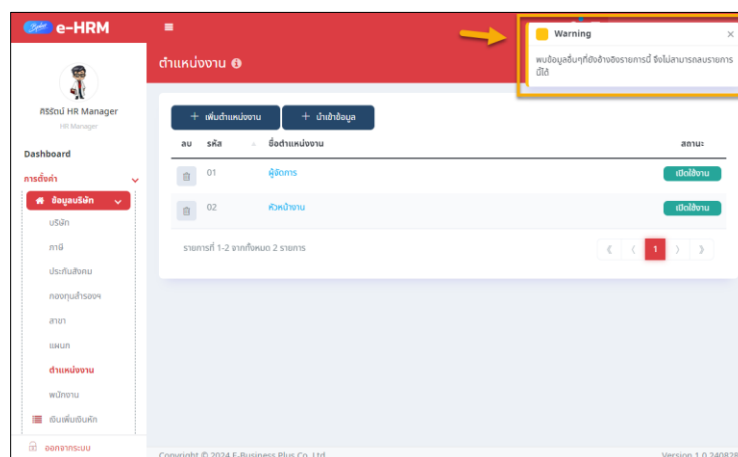 e-HRM
Warning
พบข้อมูลอื่นๆที่ยังอ้างอิงรายการนี้ จึงไม่สามารถลบรายการ
นี้ได้
ตำแหน่งงาน
ศิริรัตน์ HR Manager
HR Manager
Dashboard
การตั้งค่า
ข้อมูลบริษัท
บริษัท
ภาษี
ประกันสังคม
กองทุนสำรองฯ
สาขา
แผนก
ตำแหน่งงาน
พนักงาน
เงินเพิ่มเงินหัก
ออกจากระบบ
+ เพิ่มตำแหน่งงาน
+ นำเข้าข้อมูล
ลบ รหัส ชื่อตำแหน่งงาน สถานะ
01 ผู้จัดการ เปิดใช้งาน
02 หัวหน้างาน เปิดใช้งาน
รายการที่ 1-2 จากทั้งหมด 2 รายการ
1
Copyright © 2024 E-Business Plus Co.,Ltd.
Version 1.0.240828